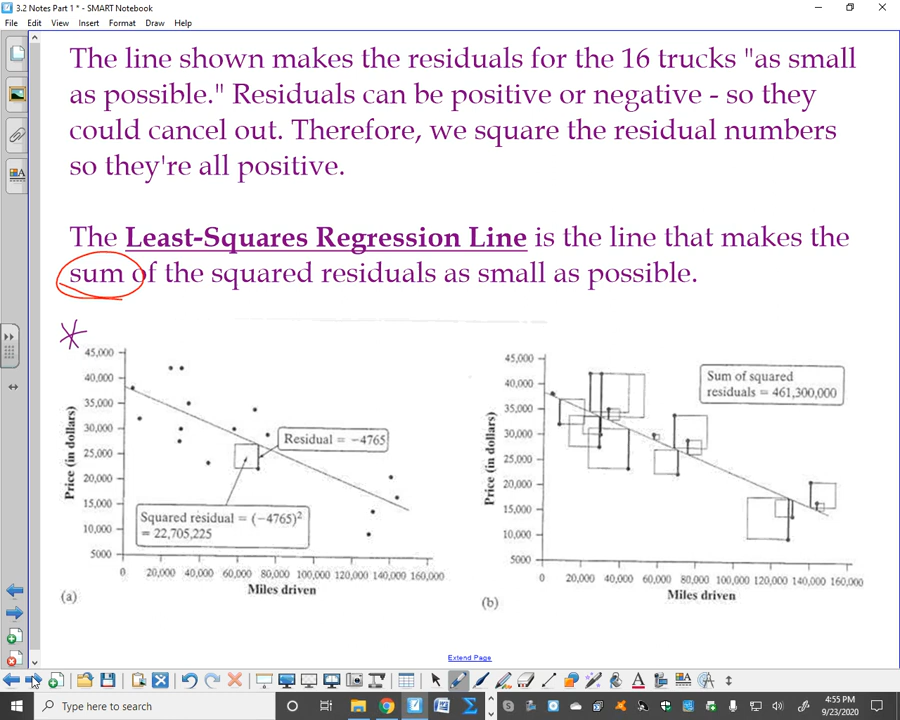 3.2 Notes Part 1 * - SMART Notebook
File Edit View Insert Format Draw Help
The line shown makes the residuals for the 16 trucks "as small
as possible." Residuals can be positive or negative - so they
could cancel out. Therefore, we square the residual numbers
so they're all positive.
The Least-Squares Regression Line is the line that makes the
sum of the squared residuals as small as possible.
45,000
40,000
35,000
30,000
25,000
20,000
15,000
10,000
5000
Price (in dollars)
Residual = −4765
Squared residual = (−4765)²
= 22,705,225
0 20,000 40,000 60,000 80,000 100,000 120,000 140,000 160,000
Miles driven
(a)
45,000
40,000
35,000
30,000
25,000
20,000
15,000
10,000
5000
Price (in dollars)
Sum of squared
residuals = 461,300,000
0 20,000 40,000 60,000 80,000 100,000 120,000 140,000 160,000
Miles driven
(b)
Extend Page
Type here to search
4:55 PM
9/23/2020